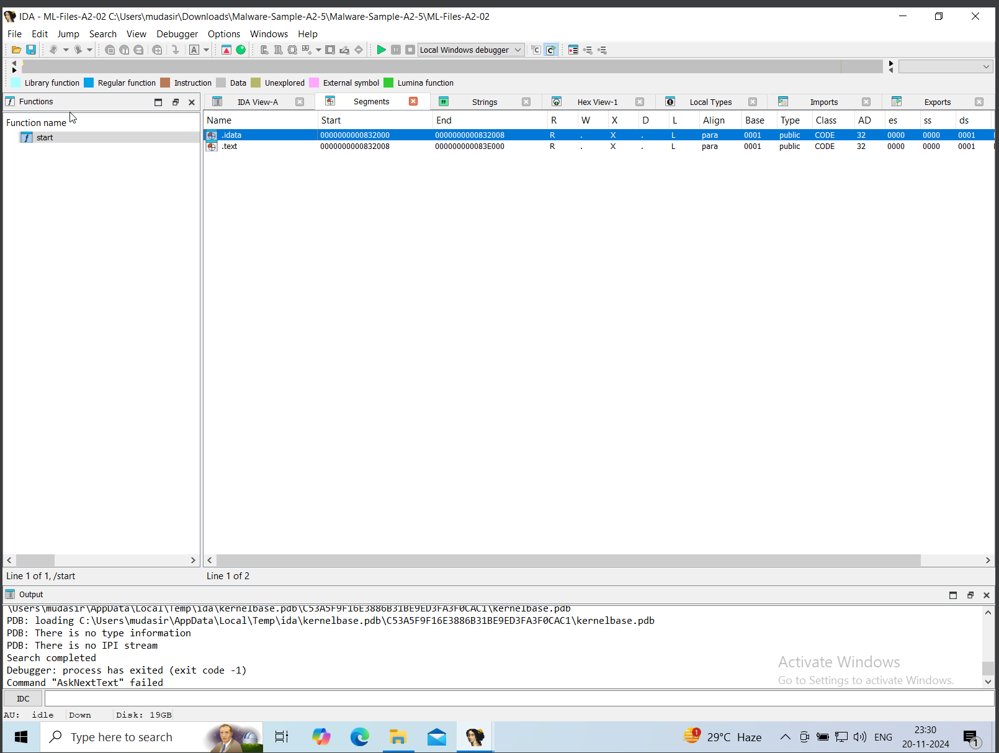 IDA - ML-Files-A2-02 C:\Users\mudasir\Downloads\Malware-Sample-A2-5\Malware-Sample-A2-5\ML-Files-A2-02
File Edit Jump Search View Debugger Options Windows Help
Local Windows debugger
Library function Regular function Instruction Data Unexplored External symbol Lumina function
Functions
IDA View-A Segments Strings Hex View-1 Local Types Imports Exports
Function name
start
Name Start End R W X D L Align Base Type Class AD es ss ds
.idata 0000000000832000 0000000000832008 R . X . L para 0001 public CODE 32 0000 0000 0001
.text 0000000000832008 000000000083E000 R . X . L para 0001 public CODE 32 0000 0000 0001
Line 1 of 1, /start
Line 1 of 2
Output
\Users\mudasir\AppData\Local\Temp\ida\kernelbase.pdb\C53A5F9F16E3886B31BE9ED3FA3F0CAC1\kernelbase.pdb
PDB: loading C:\Users\mudasir\AppData\Local\Temp\ida\kernelbase.pdb\C53A5F9F16E3886B31BE9ED3FA3F0CAC1\kernelbase.pdb
PDB: There is no type information
PDB: There is no IPI stream
Search completed
Debugger: process has exited (exit code -1)
Command "AskNextText" failed
Activate Windows
Go to Settings to activate Windows.
IDC
AU: idle Down Disk: 19GB
Type here to search
1
29°C Haze
ENG
23:30
20-11-2024
1